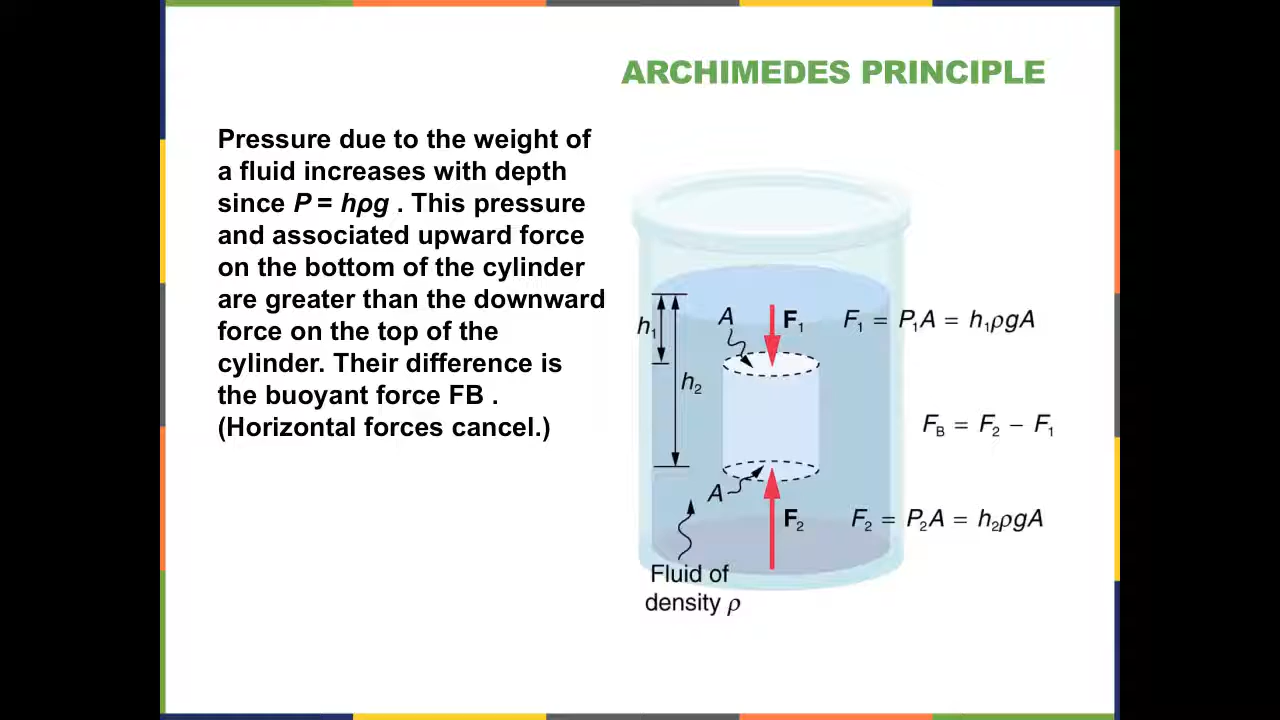 ARCHIMEDES PRINCIPLE
Pressure due to the weight of
a fluid increases with depth
since P = hρg . This pressure
and associated upward force
on the bottom of the cylinder
are greater than the downward
force on the top of the
cylinder. Their difference is
the buoyant force FB .
(Horizontal forces cancel.)
h₁
h₂
A
F₁
F₁ = P₁A = h₁ρgA
F_B = F₂ − F₁
A
F₂
F₂ = P₂A = h₂ρgA
Fluid of
density ρ